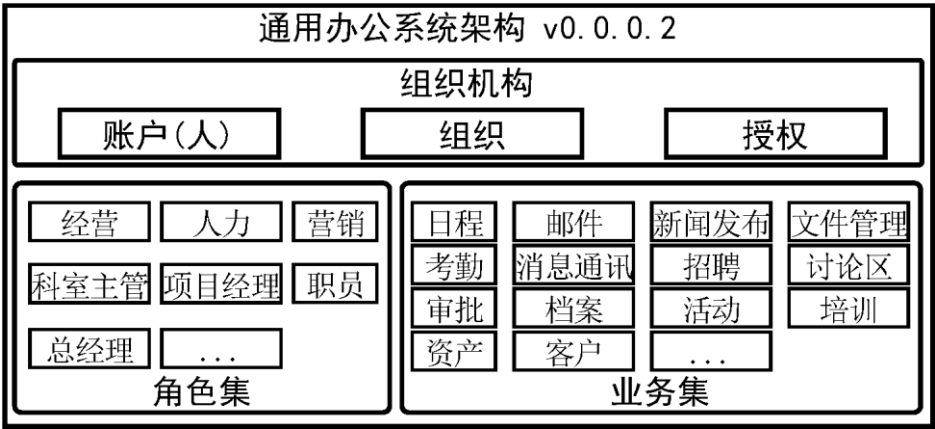 通用办公系统架构 v0.0.0.2
组织机构
账户(人) 组织 授权
经营 人力 营销
科室主管 项目经理 职员
总经理 ...
角色集
日程 邮件 新闻发布 文件管理
考勤 消息通讯 招聘 讨论区
审批 档案 活动 培训
资产 客户 ...
业务集